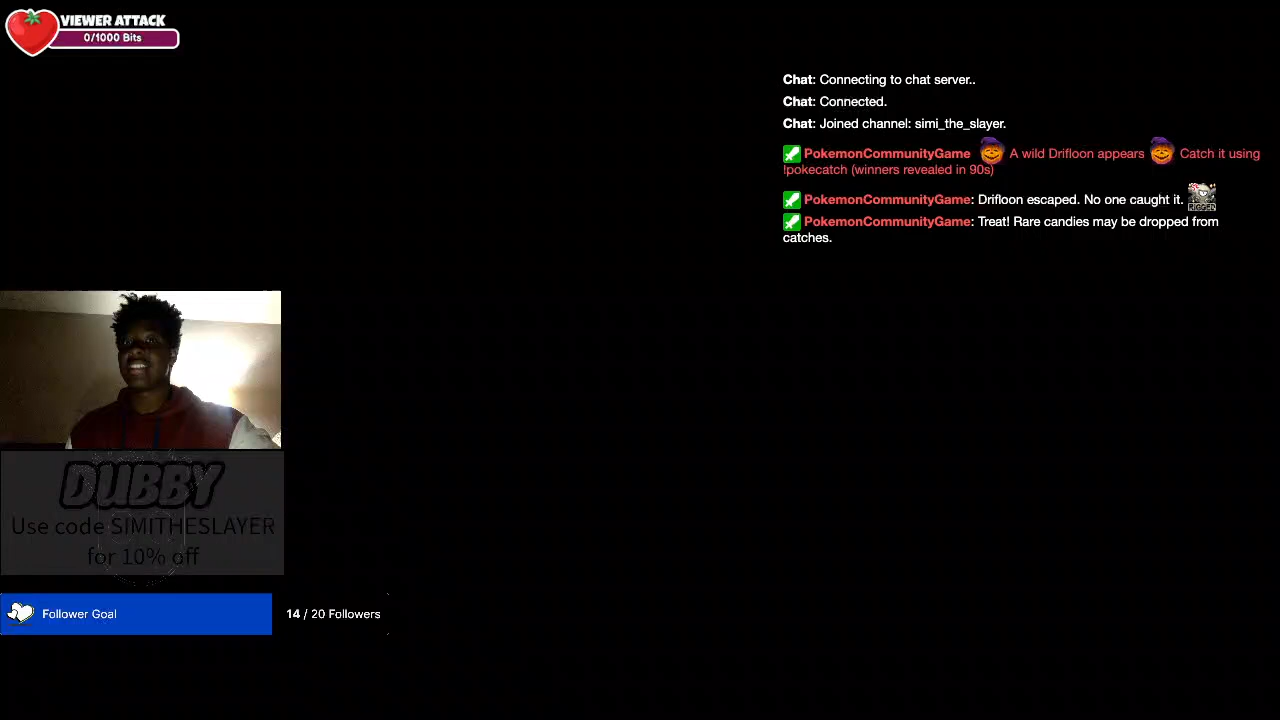 VIEWER ATTACK
0/1000 Bits
Chat: Connecting to chat server..
Chat: Connected.
Chat: Joined channel: simi_the_slayer.
PokemonCommunityGame A wild Drifloon appears Catch it using
!pokecatch (winners revealed in 90s)
PokemonCommunityGame: Drifloon escaped. No one caught it.
PokemonCommunityGame: Treat! Rare candies may be dropped from
catches.
DUBBY
Use code SIMITHESLAYER
for 10% off
Follower Goal 14 / 20 Followers